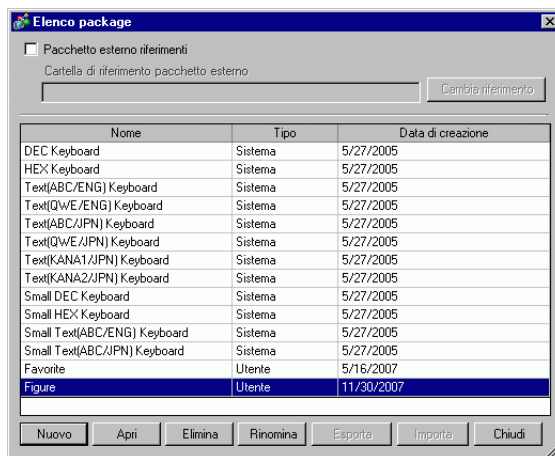 Elenco package
Pacchetto esterno riferimenti
Cartella di riferimento pacchetto esterno
Cambia riferimento
Nome Tipo Data di creazione
DEC Keyboard Sistema 5/27/2005
HEX Keyboard Sistema 5/27/2005
Text(ABC/ENG) Keyboard Sistema 5/27/2005
Text(QWE/ENG) Keyboard Sistema 5/27/2005
Text(ABC/JPN) Keyboard Sistema 5/27/2005
Text(QWE/JPN) Keyboard Sistema 5/27/2005
Text(KANA1/JPN) Keyboard Sistema 5/27/2005
Text(KANA2/JPN) Keyboard Sistema 5/27/2005
Small DEC Keyboard Sistema 5/27/2005
Small HEX Keyboard Sistema 5/27/2005
Small Text(ABC/ENG) Keyboard Sistema 5/27/2005
Small Text(ABC/JPN) Keyboard Sistema 5/27/2005
Favorite Utente 5/16/2007
Figure Utente 11/30/2007
Nuovo Apri Elimina Rinomina Esporta Importa Chiudi